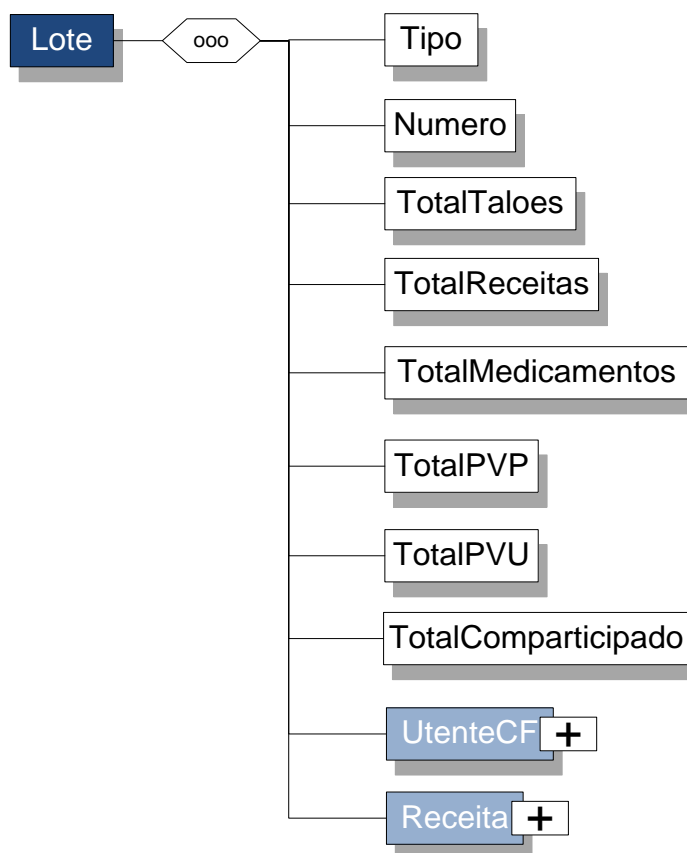 Lote
ooo
Tipo
Numero
TotalTaloes
TotalReceitas
TotalMedicamentos
TotalPVP
TotalPVU
TotalComparticipado
UtenteCF +
Receita +